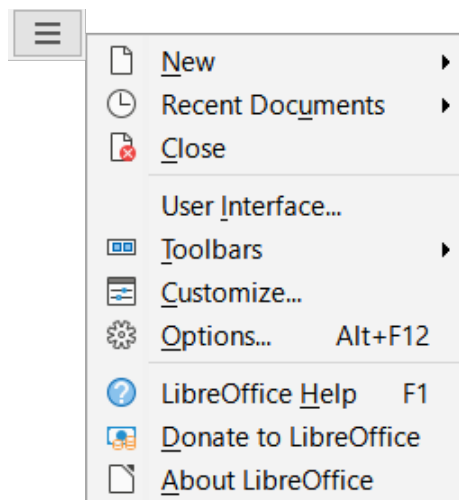 New
Recent Documents
Close
User Interface...
Toolbars
Customize...
Options... Alt+F12
LibreOffice Help F1
Donate to LibreOffice
About LibreOffice